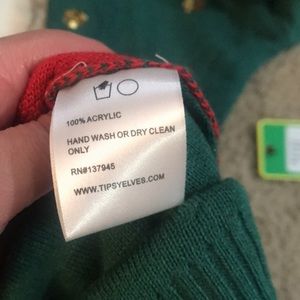 100% ACRYLIC
HAND WASH OR DRY CLEAN
ONLY
RN#137945
WWW.TIPSYELVES.COM